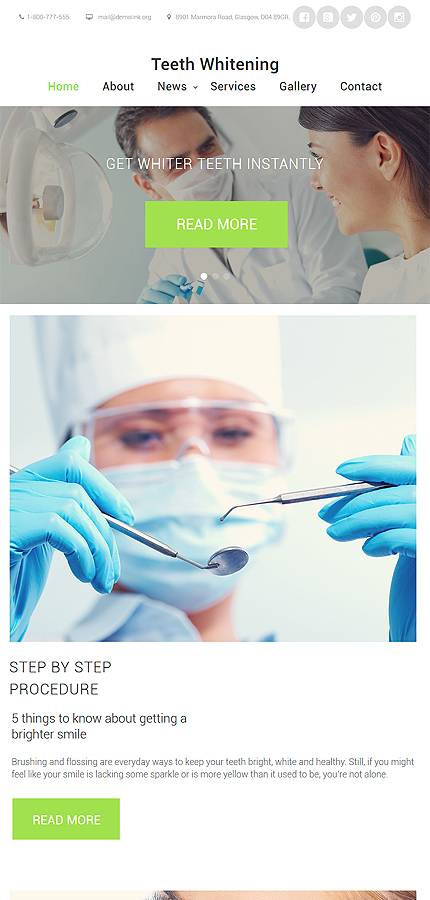 1-800-777-555 mail@demolink.org 8901 Marmora Road, Glasgow, D04 89GR.
Teeth Whitening
Home About News Services Gallery Contact
GET WHITER TEETH INSTANTLY
READ MORE
STEP BY STEP
PROCEDURE
5 things to know about getting a
brighter smile
Brushing and flossing are everyday ways to keep your teeth bright, white and healthy. Still, if you might
feel like your smile is lacking some sparkle or is more yellow than it used to be, you're not alone.
READ MORE